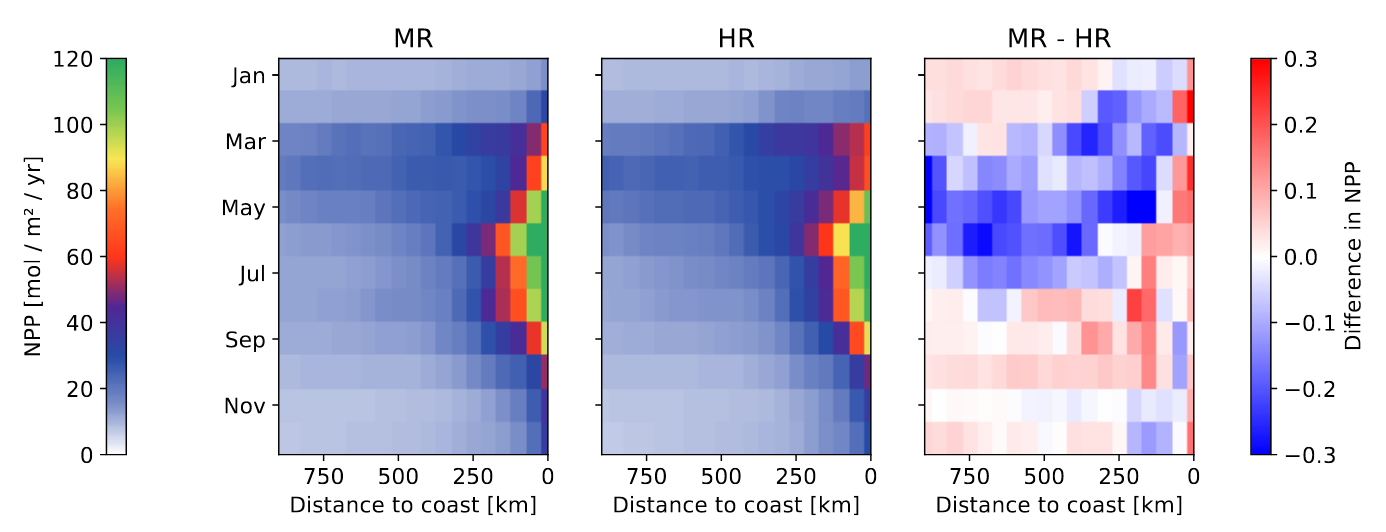 MR
HR
MR - HR
120
100
80
60
40
20
0
NPP [mol / m² / yr]
Jan
Mar
May
Jul
Sep
Nov
750 500 250 0
Distance to coast [km]
750 500 250 0
Distance to coast [km]
750 500 250 0
Distance to coast [km]
0.3
0.2
0.1
0.0
−0.1
−0.2
−0.3
Difference in NPP